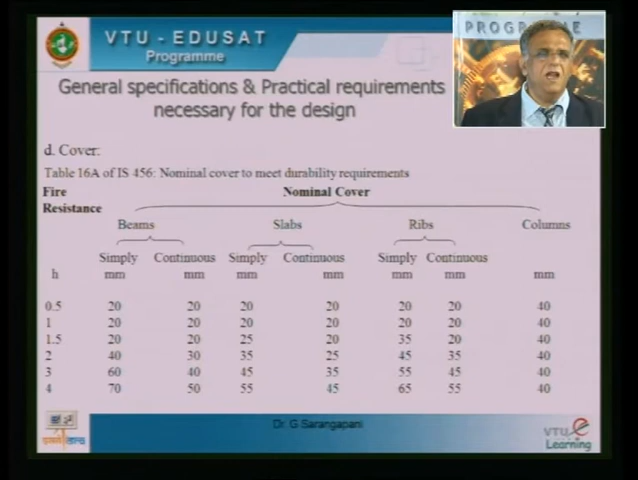 VTU - EDUSAT
Programme
PROGRAMME
General specifications & Practical requirements
necessary for the design
d. Cover:
Table 16A of IS 456: Nominal cover to meet durability requirements
Fire Resistance Nominal Cover
Beams Slabs Ribs Columns
Simply Continuous Simply Continuous Simply Continuous
h mm mm mm mm mm mm mm
0.5 20 20 20 20 20 20 40
1 20 20 20 20 20 20 40
1.5 20 20 25 20 35 20 40
2 40 30 35 25 45 35 40
3 60 40 45 35 55 45 40
4 70 50 55 45 65 55 40
Dr. G Sarangapani
VTU e
Learning